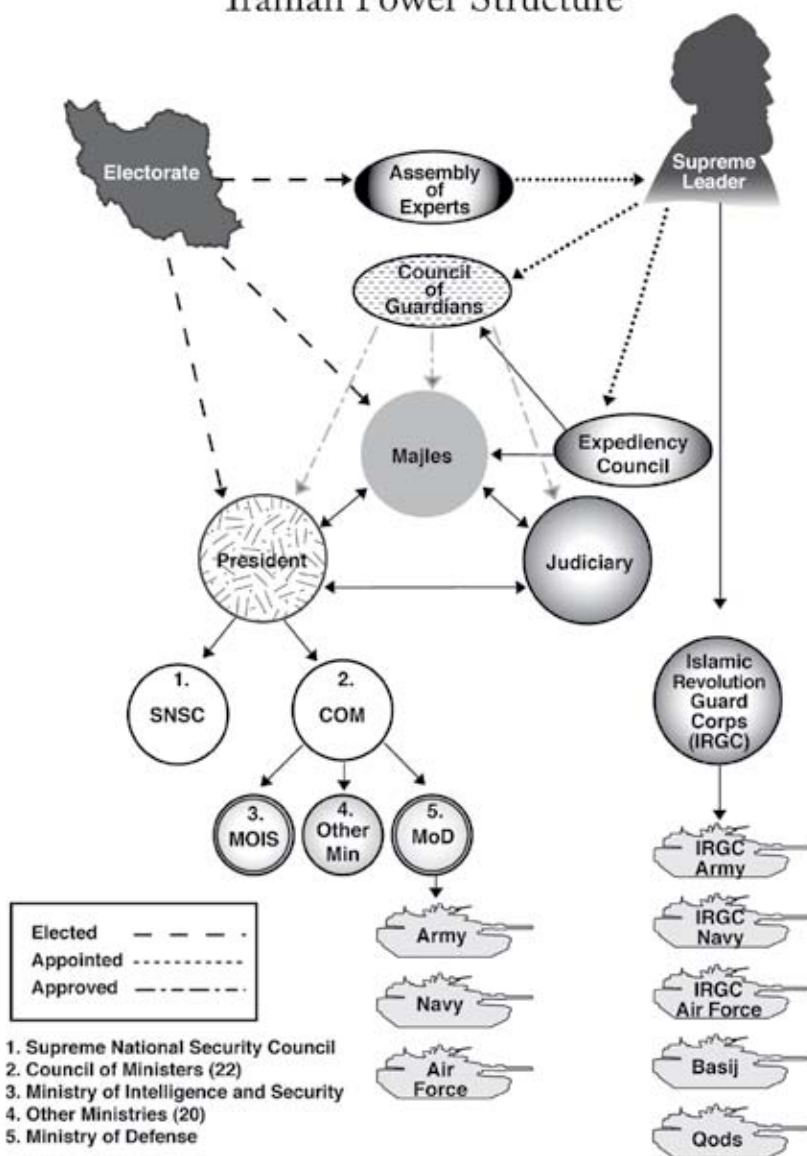 Iranian Power Structure
Electorate
Assembly
of
Experts
Supreme
Leader
Council
of
Guardians
Majles
Expediency
Council
President
Judiciary
1.
SNSC
2.
COM
Islamic
Revolution
Guard
Corps
(IRGC)
3.
MOIS
4.
Other
Min
5.
MoD
IRGC
Army
IRGC
Navy
IRGC
Air Force
Basij
Qods
Army
Navy
Air
Force
Elected
Appointed
Approved
1. Supreme National Security Council
2. Council of Ministers (22)
3. Ministry of Intelligence and Security
4. Other Ministries (20)
5. Ministry of Defense